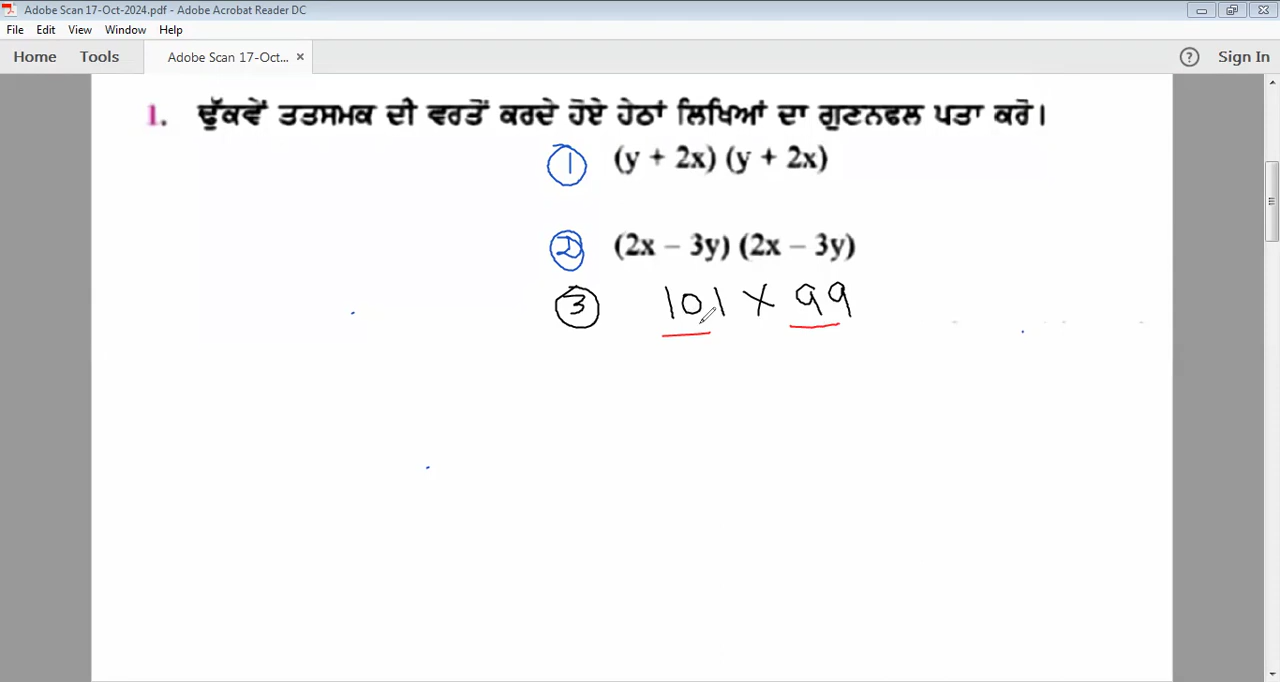 Adobe Scan 17-Oct-2024.pdf - Adobe Acrobat Reader DC
File Edit View Window Help
Home Tools Adobe Scan 17-Oct... × ? Sign In
1. ਢੁੱਕਵੇਂ ਤਤਸਮਕ ਦੀ ਵਰਤੋਂ ਕਰਦੇ ਹੋਏ ਹੇਠਾਂ ਲਿਖਿਆਂ ਦਾ ਗੁਣਨਫਲ ਪਤਾ ਕਰੋ।
① (y + 2x) (y + 2x)
② (2x – 3y) (2x – 3y)
③ 101 × 99